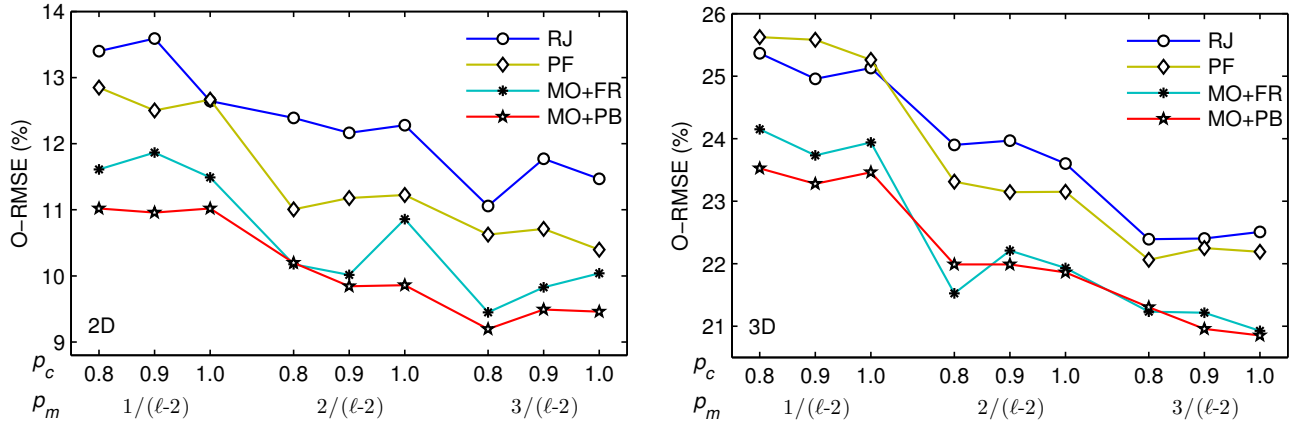 14
13
12
11
10
9
O−RMSE (%)
RJ
PF
MO+FR
MO+PB
2D
p_c 0.8 0.9 1.0 0.8 0.9 1.0 0.8 0.9 1.0
p_m 1/(ℓ-2) 2/(ℓ-2) 3/(ℓ-2)
26
25
24
23
22
21
O−RMSE (%)
RJ
PF
MO+FR
MO+PB
3D
p_c 0.8 0.9 1.0 0.8 0.9 1.0 0.8 0.9 1.0
p_m 1/(ℓ-2) 2/(ℓ-2) 3/(ℓ-2)